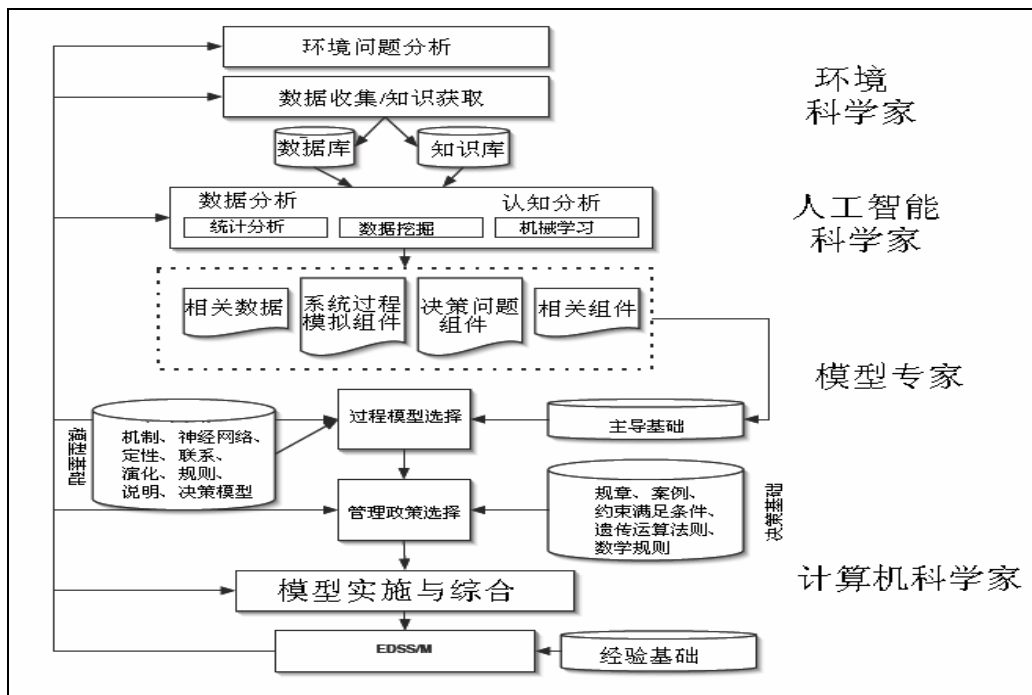 环境问题分析
数据收集/知识获取
环境
科学家
数据库
知识库
数据分析
认知分析
统计分析
数据挖掘
机械学习
人工智能
科学家
相关数据
系统过程
模拟组件
决策问题
组件
相关组件
模型专家
机制、神经网络、
定性、联系、
演化、规则、
说明、决策模型
过程模型选择
主导基础
管理政策选择
规章、案例、
约束满足条件、
遗传运算法则、
数学规则
决策基础
模型实施与综合
计算机科学家
EDSS/M
经验基础